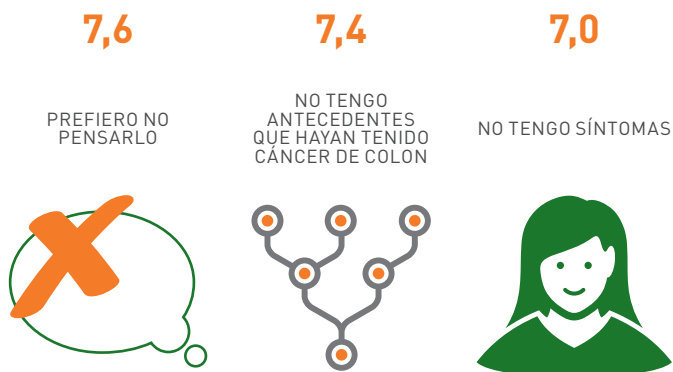 7,6
7,4
7,0
PREFIERO NO
PENSARLO
NO TENGO
ANTECEDENTES
QUE HAYAN TENIDO
CÁNCER DE COLON
NO TENGO SÍNTOMAS